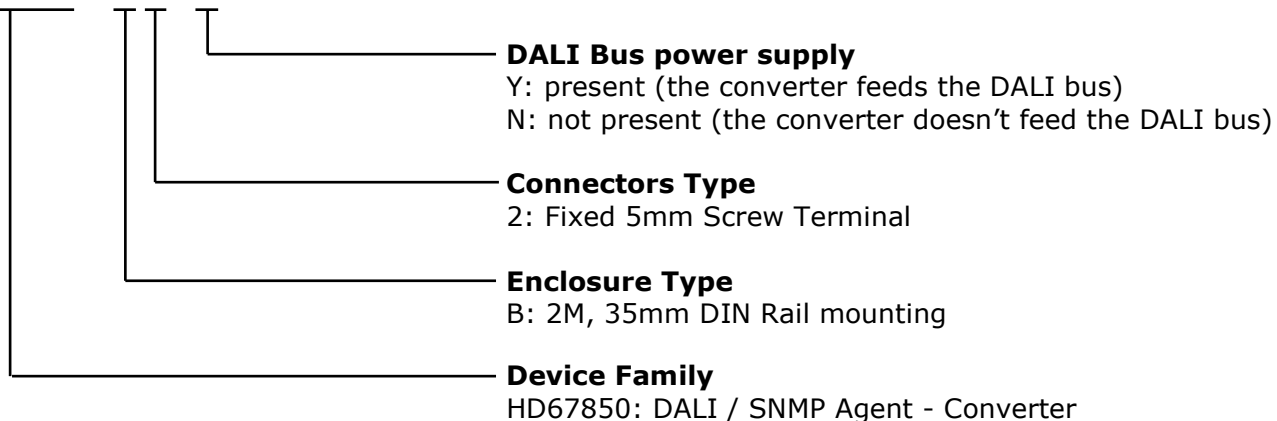 DALI Bus power supply
Y: present (the converter feeds the DALI bus)
N: not present (the converter doesn’t feed the DALI bus)
Connectors Type
2: Fixed 5mm Screw Terminal
Enclosure Type
B: 2M, 35mm DIN Rail mounting
Device Family
HD67850: DALI / SNMP Agent - Converter